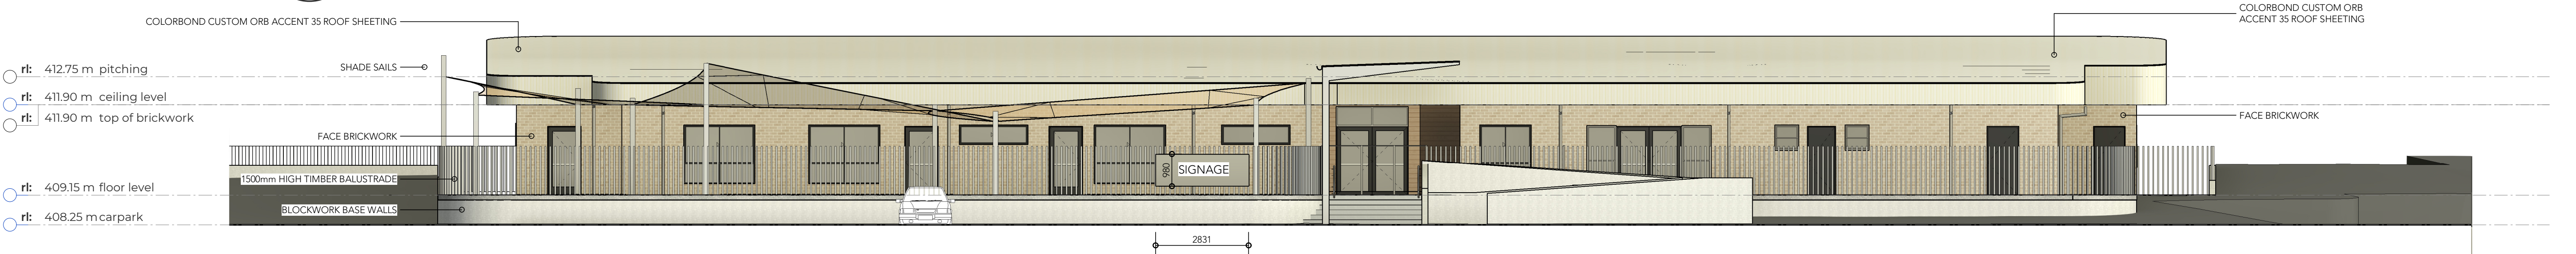 COLORBOND CUSTOM ORB ACCENT 35 ROOF SHEETING
COLORBOND CUSTOM ORB
ACCENT 35 ROOF SHEETING
SHADE SAILS
rl: 412.75 m pitching
rl: 411.90 m ceiling level
rl: 411.90 m top of brickwork
FACE BRICKWORK
FACE BRICKWORK
1500mm HIGH TIMBER BALUSTRADE
980
SIGNAGE
rl: 409.15 m floor level
BLOCKWORK BASE WALLS
rl: 408.25 m carpark
2831